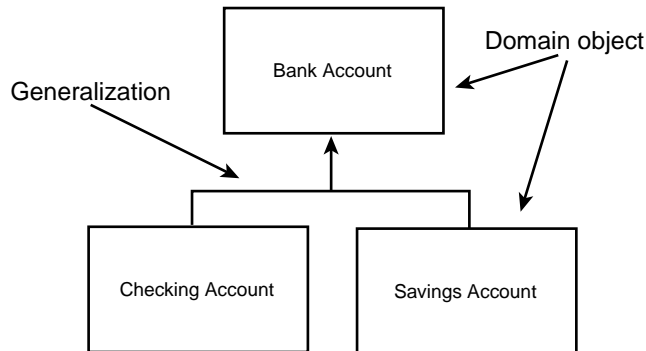 Domain object
Bank Account
Generalization
Checking Account
Savings Account